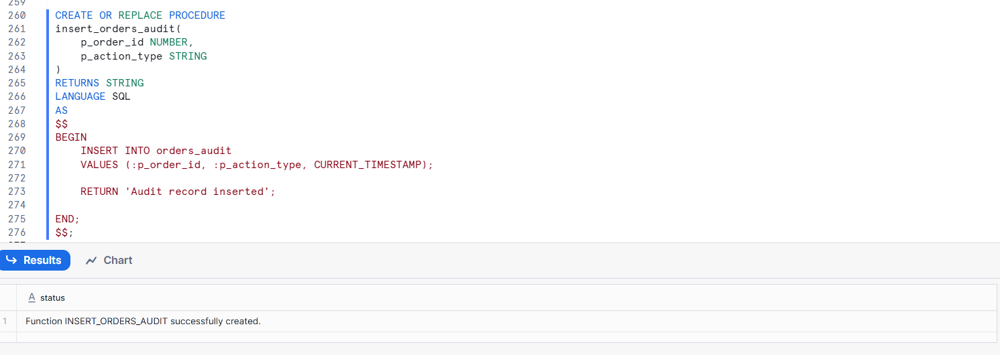 259
260 CREATE OR REPLACE PROCEDURE
261 insert_orders_audit(
262     p_order_id NUMBER,
263     p_action_type STRING
264 )
265 RETURNS STRING
266 LANGUAGE SQL
267 AS
268 $$
269 BEGIN
270     INSERT INTO orders_audit
271     VALUES (:p_order_id, :p_action_type, CURRENT_TIMESTAMP);
272
273     RETURN 'Audit record inserted';
274
275 END;
276 $$;
Results Chart
A status
1 Function INSERT_ORDERS_AUDIT successfully created.